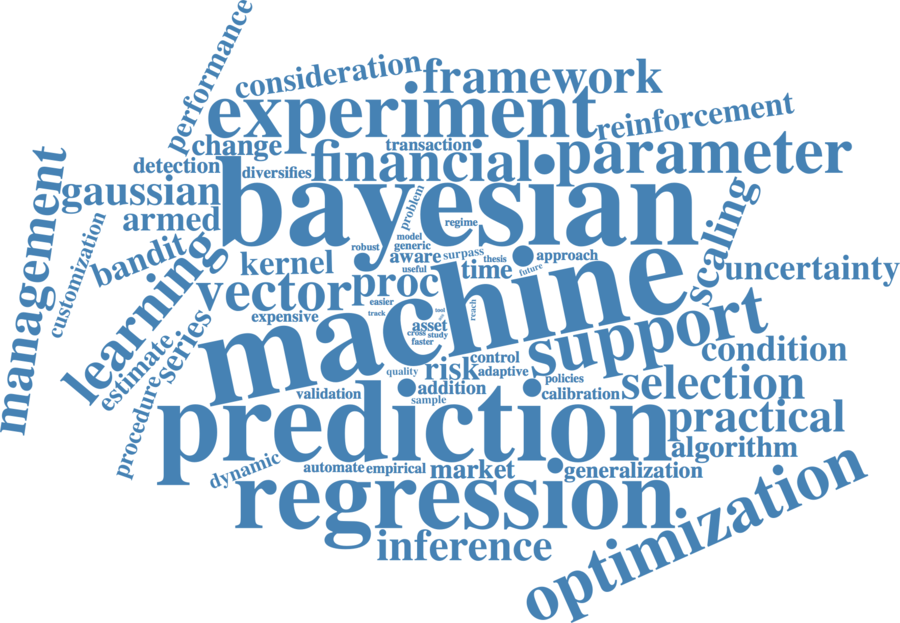 performance
consideration
framework
experiment
reinforcement
change
transaction
detection
diversifies
financial
parameter
management
gaussian
bayesian
armed
problem
regime
customization
bandit
learning
kernel
robust
model
generic
aware
surpass
thesis
approach
scaling
uncertainty
useful
time
future
vector
proc
easier
expensive
track
tool
reach
machine
asset
cross
study
faster
support
condition
estimate
series
procedure
control
quality
risk
adaptive
policies
selection
validation
addition
sample
calibration
prediction
practical
algorithm
dynamic
automate
empirical
market
generalization
regression
optimization
inference